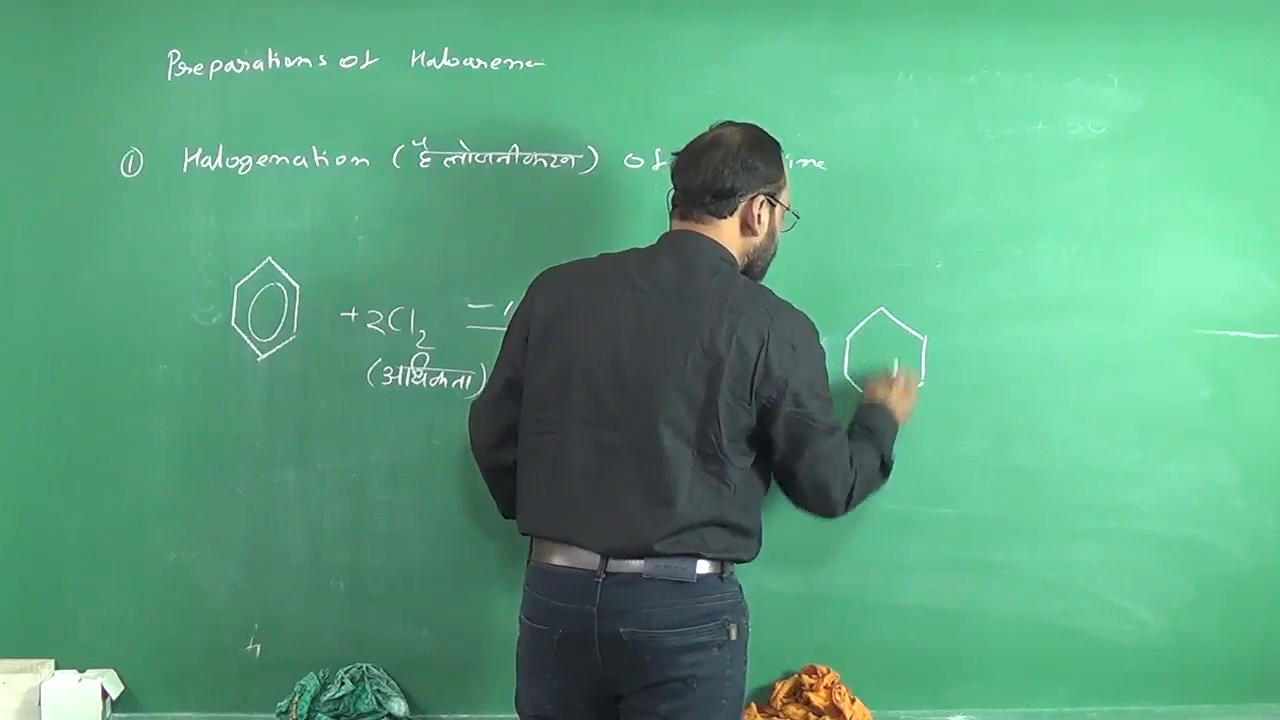 Preparations of Haloarene
① Halogenation (हैलोजनीकरण) of
+ 2Cl₂
(अधिकता)